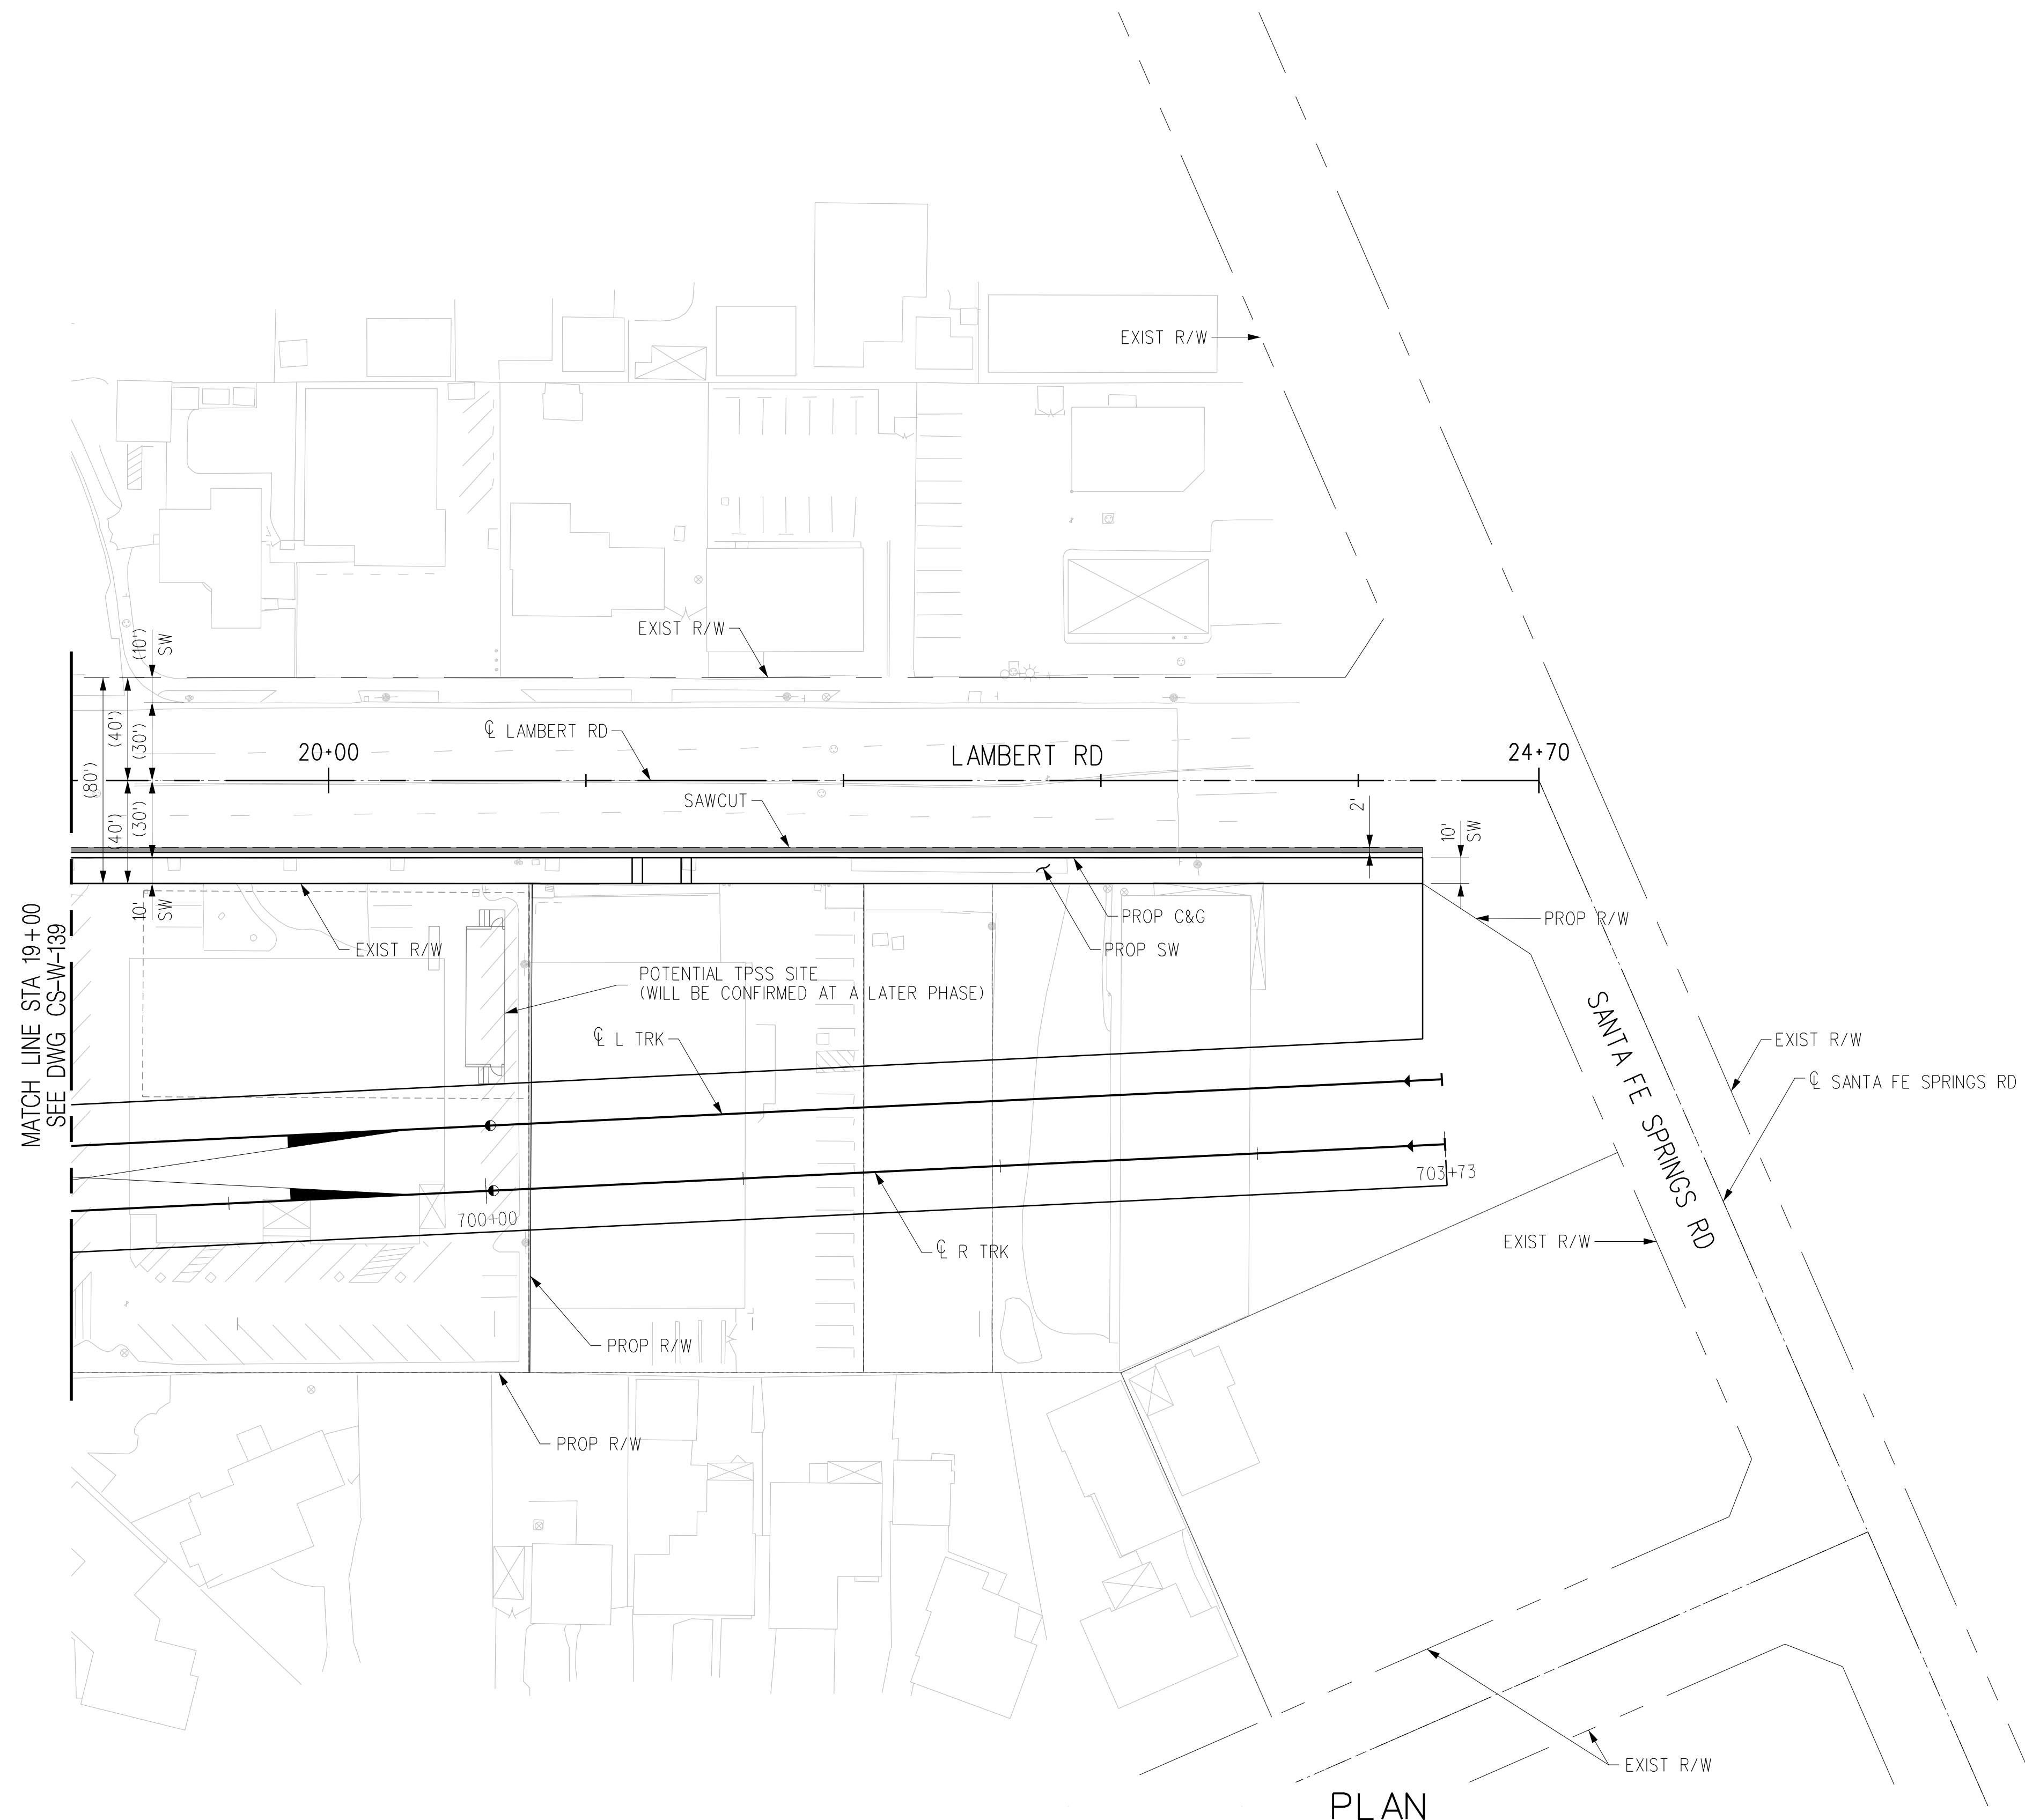 EXIST R/W
(10')
SW
EXIST R/W
(40')
(30')
(80')
℄ LAMBERT RD
LAMBERT RD
20+00
24+70
SAWCUT
2'
(40')
(30')
10'
SW
10'
SW
MATCH LINE STA 19+00
SEE DWG CS-W-139
PROP C&G
PROP R/W
EXIST R/W
PROP SW
POTENTIAL TPSS SITE
(WILL BE CONFIRMED AT A LATER PHASE)
℄ L TRK
SANTA FE SPRINGS RD
EXIST R/W
℄ SANTA FE SPRINGS RD
703+73
700+00
℄ R TRK
EXIST R/W
PROP R/W
PROP R/W
EXIST R/W
PLAN